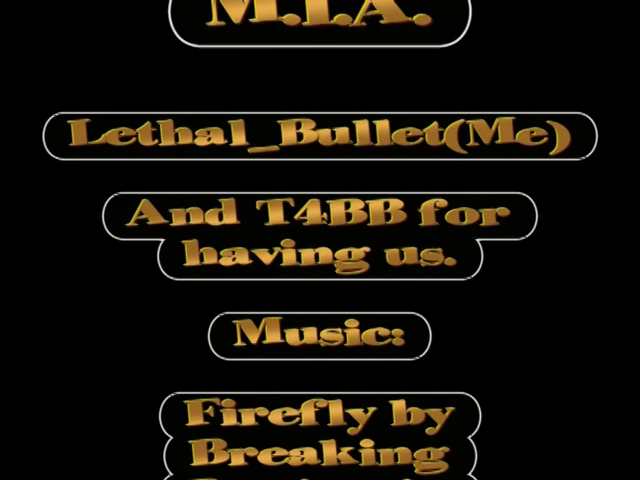 M.I.A.
Lethal_Bullet(Me)
And T4BB for
having us.
Music:
Firefly by
Breaking